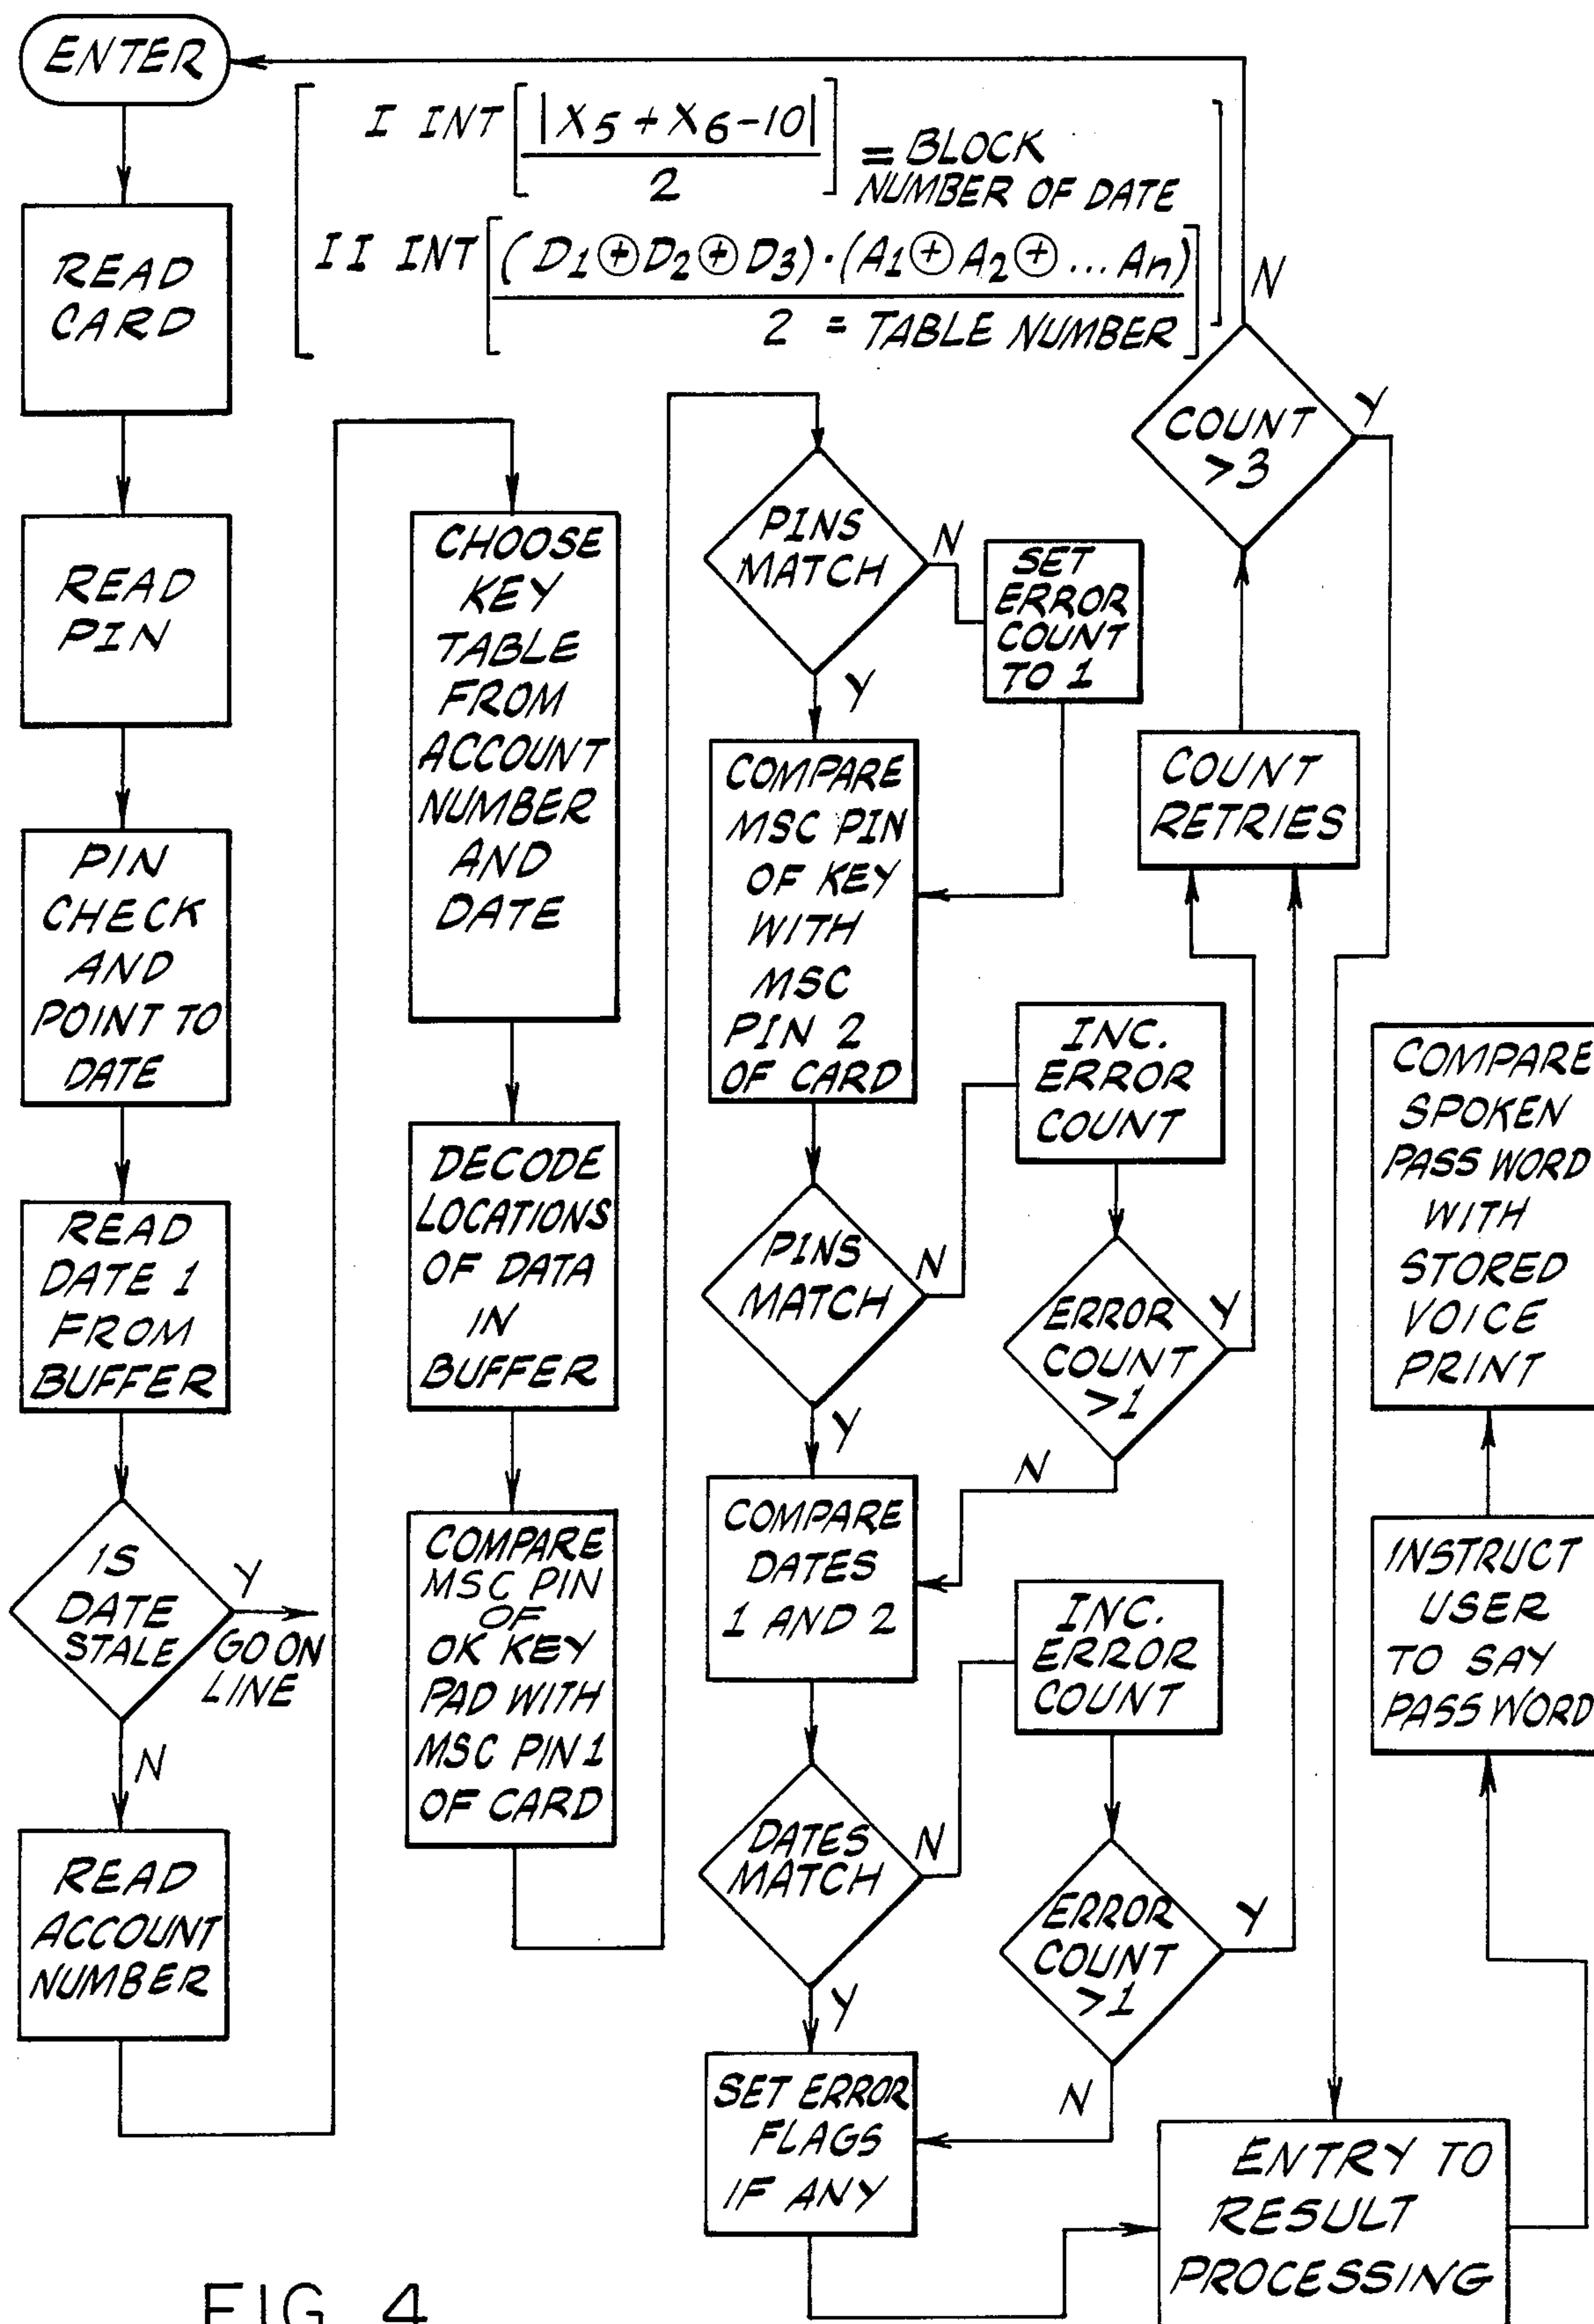 ENTER
I INT [ |X5 + X6 - 10| / 2 ] = BLOCK
NUMBER OF DATE
II INT [ (D1 ⊕ D2 ⊕ D3) · (A1 ⊕ A2 ⊕ ... An) / 2 ] = TABLE NUMBER
READ
CARD
READ
PIN
PIN
CHECK
AND
POINT TO
DATE
READ
DATE 1
FROM
BUFFER
IS
DATE
STALE
Y
GO ON
LINE
N
READ
ACCOUNT
NUMBER
CHOOSE
KEY
TABLE
FROM
ACCOUNT
NUMBER
AND
DATE
DECODE
LOCATIONS
OF DATA
IN
BUFFER
COMPARE
MSC PIN
OF
OK KEY
PAD WITH
MSC PIN 1
OF CARD
PINS
MATCH
N
SET
ERROR
COUNT
TO 1
Y
COMPARE
MSC PIN
OF KEY
WITH
MSC
PIN 2
OF CARD
PINS
MATCH
N
INC.
ERROR
COUNT
ERROR
COUNT
>1
Y
N
Y
COMPARE
DATES
1 AND 2
DATES
MATCH
N
INC.
ERROR
COUNT
ERROR
COUNT
>1
Y
N
Y
SET ERROR
FLAGS
IF ANY
COUNT
RETRIES
COUNT
>3
N
Y
ENTRY TO
RESULT
PROCESSING
INSTRUCT
USER
TO SAY
PASS WORD
COMPARE
SPOKEN
PASS WORD
WITH
STORED
VOICE
PRINT
FIG. 4